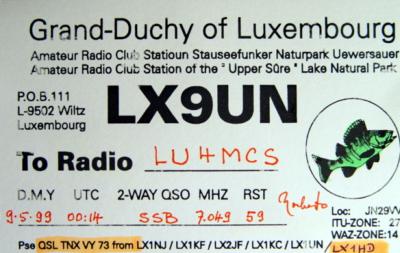 Grand-Duchy of Luxembourg
Amateur Radio Club Statioun Stauseefunker Naturpark Uewersauer
Amateur Radio Club Station of the "Upper Sûre" Lake Natural Park
P.O.B.111
L-9502 Wiltz
Luxembourg
LX9UN
To Radio LU4MCS
D.M.Y UTC 2-WAY QSO MHZ RST
9.5.99 00:14 SSB 7.049 59 Roberto
Loc: JN29VV
ITU-ZONE: 27
WAZ-ZONE:14
Pse QSL TNX VY 73 from LX1NJ / LX1KF / LX2JF / LX1KC / LX1UN / LX1HD